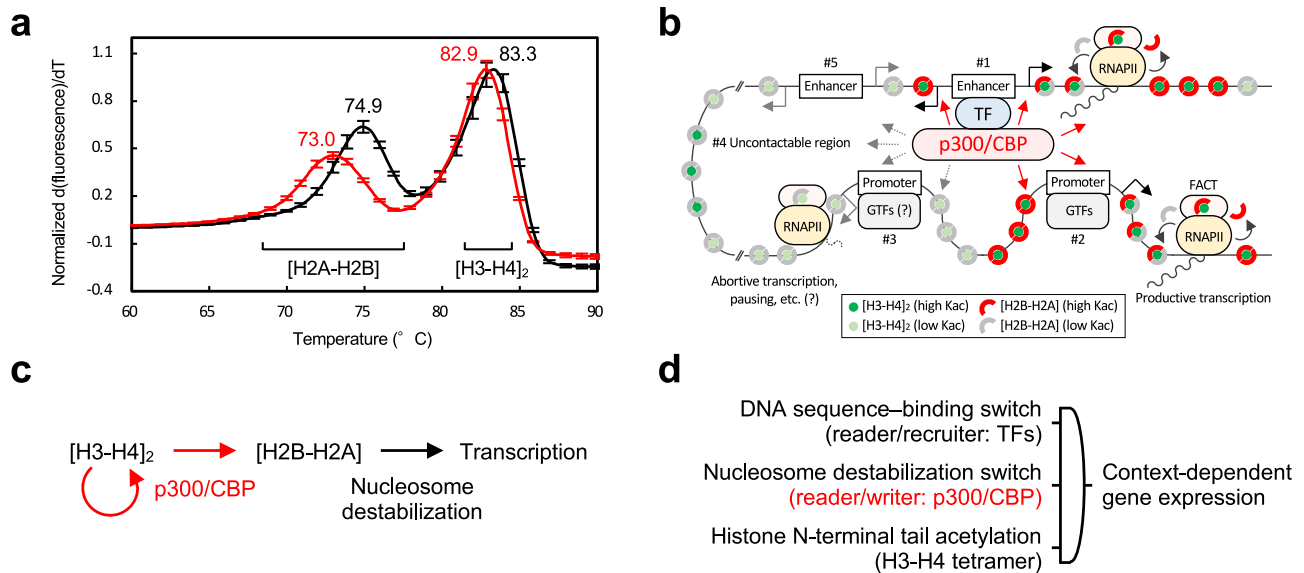 a
Normalized d(fluorescence)/dT
1.1
0.8
0.5
0.2
-0.1
-0.4
60
65
70
75
80
85
90
Temperature (° C)
73.0
74.9
82.9
83.3
[H2A-H2B]
[H3-H4]2
b
#5
Enhancer
#1
Enhancer
TF
p300/CBP
RNAPII
#4 Uncontactable region
Promoter
GTFs (?)
#3
RNAPII
Promoter
GTFs
#2
FACT
RNAPII
Abortive transcription,
pausing, etc. (?)
Productive transcription
[H3-H4]2 (high Kac)
[H2B-H2A] (high Kac)
[H3-H4]2 (low Kac)
[H2B-H2A] (low Kac)
c
[H3-H4]2
[H2B-H2A]
Transcription
p300/CBP
Nucleosome
destabilization
d
DNA sequence–binding switch
(reader/recruiter: TFs)
Nucleosome destabilization switch
(reader/writer: p300/CBP)
Histone N-terminal tail acetylation
(H3-H4 tetramer)
Context-dependent
gene expression